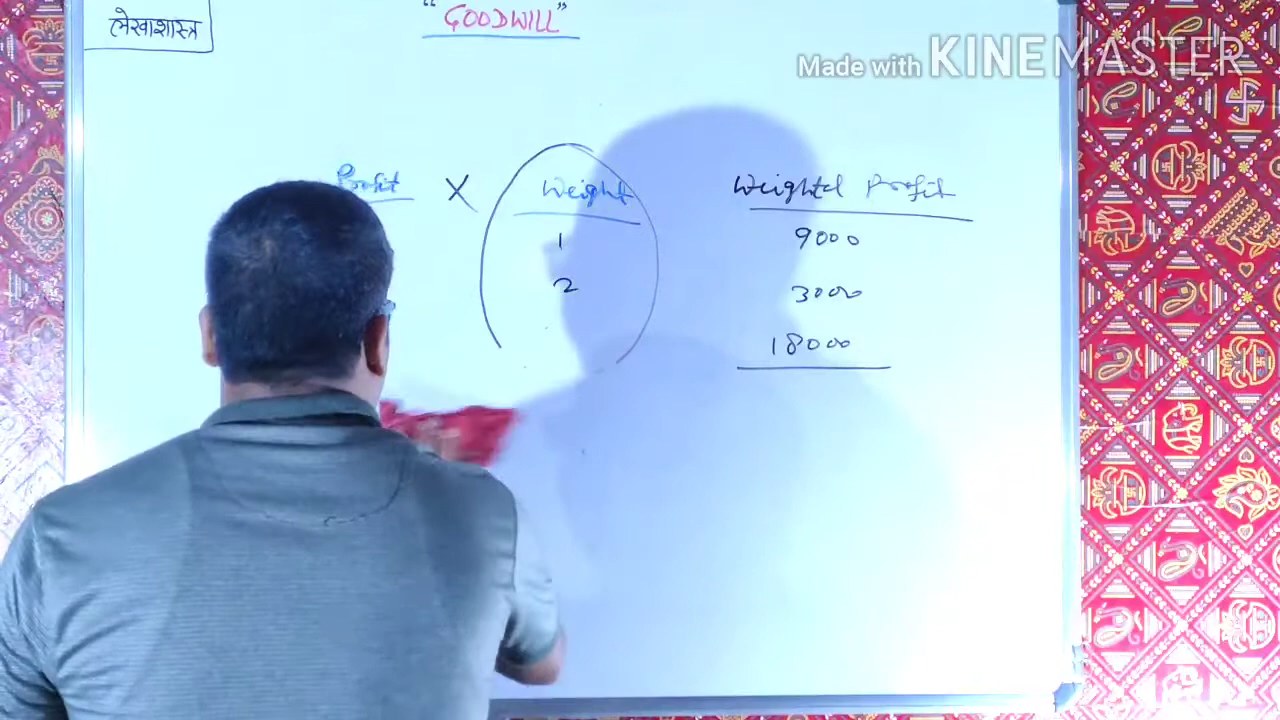 लेखाशास्त्र
"GOODWILL"
Made with KINEMASTER
Profit X Weight Weighted Profit
1 9000
2 3000
18000